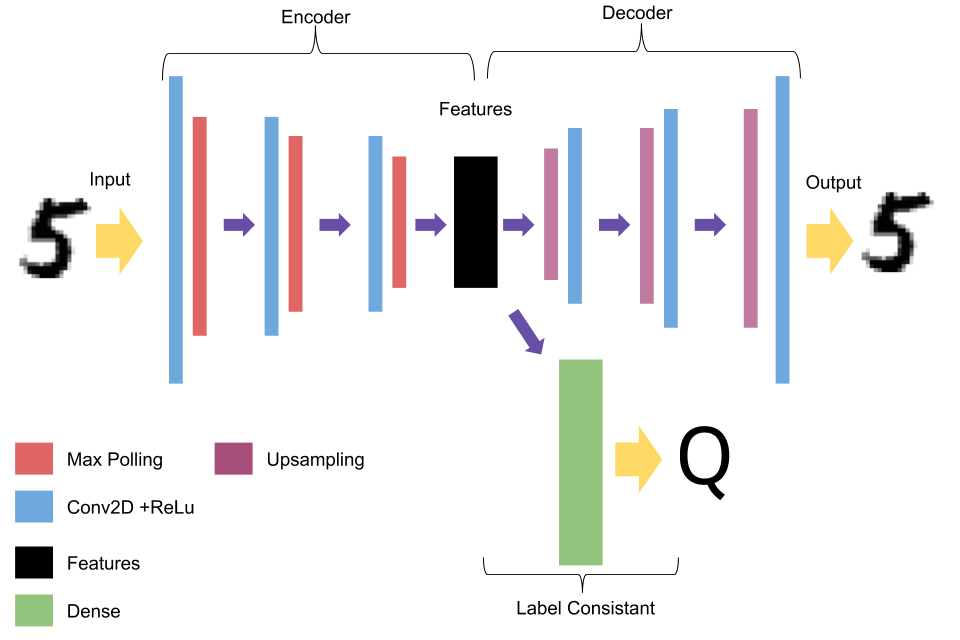 Encoder
Decoder
Features
Input
5
Output
5
Max Polling
Upsampling
Conv2D +ReLu
Features
Dense
Q
Label Consistant